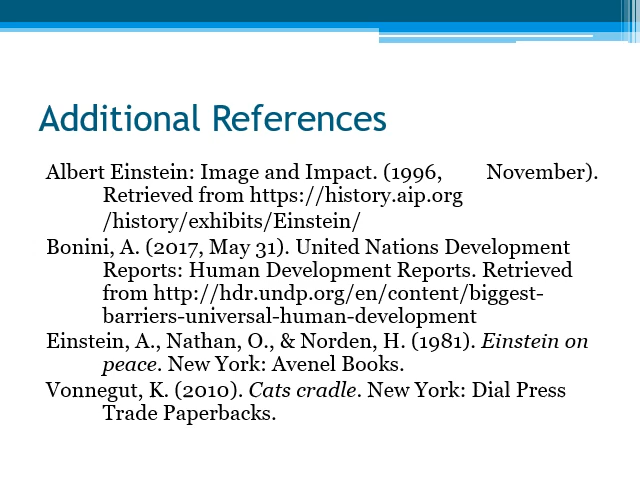 Additional References
Albert Einstein: Image and Impact. (1996, November).
Retrieved from https://history.aip.org
/history/exhibits/Einstein/
Bonini, A. (2017, May 31). United Nations Development
Reports: Human Development Reports. Retrieved
from http://hdr.undp.org/en/content/biggest-
barriers-universal-human-development
Einstein, A., Nathan, O., & Norden, H. (1981). Einstein on
peace. New York: Avenel Books.
Vonnegut, K. (2010). Cats cradle. New York: Dial Press
Trade Paperbacks.